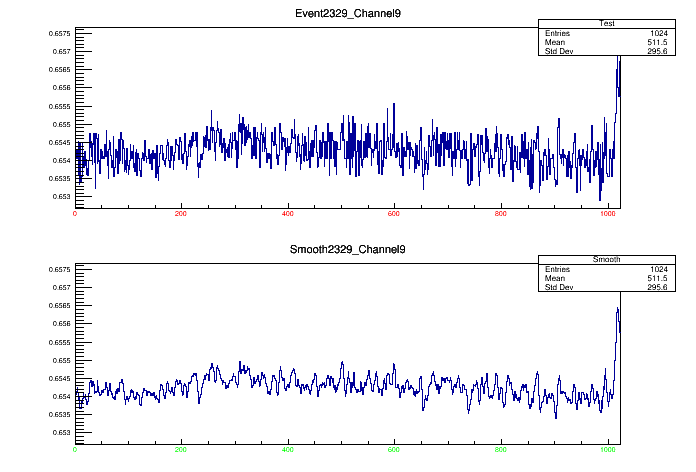 Event2329_Channel9
Test
Entries 1024
Mean 511.5
Std Dev 295.6
0.6575
0.657
0.6565
0.656
0.6555
0.655
0.6545
0.654
0.6535
0.653
0 200 400 600 800 1000
Smooth2329_Channel9
Smooth
Entries 1024
Mean 511.5
Std Dev 295.6
0.6575
0.657
0.6565
0.656
0.6555
0.655
0.6545
0.654
0.6535
0.653
0 200 400 600 800 1000